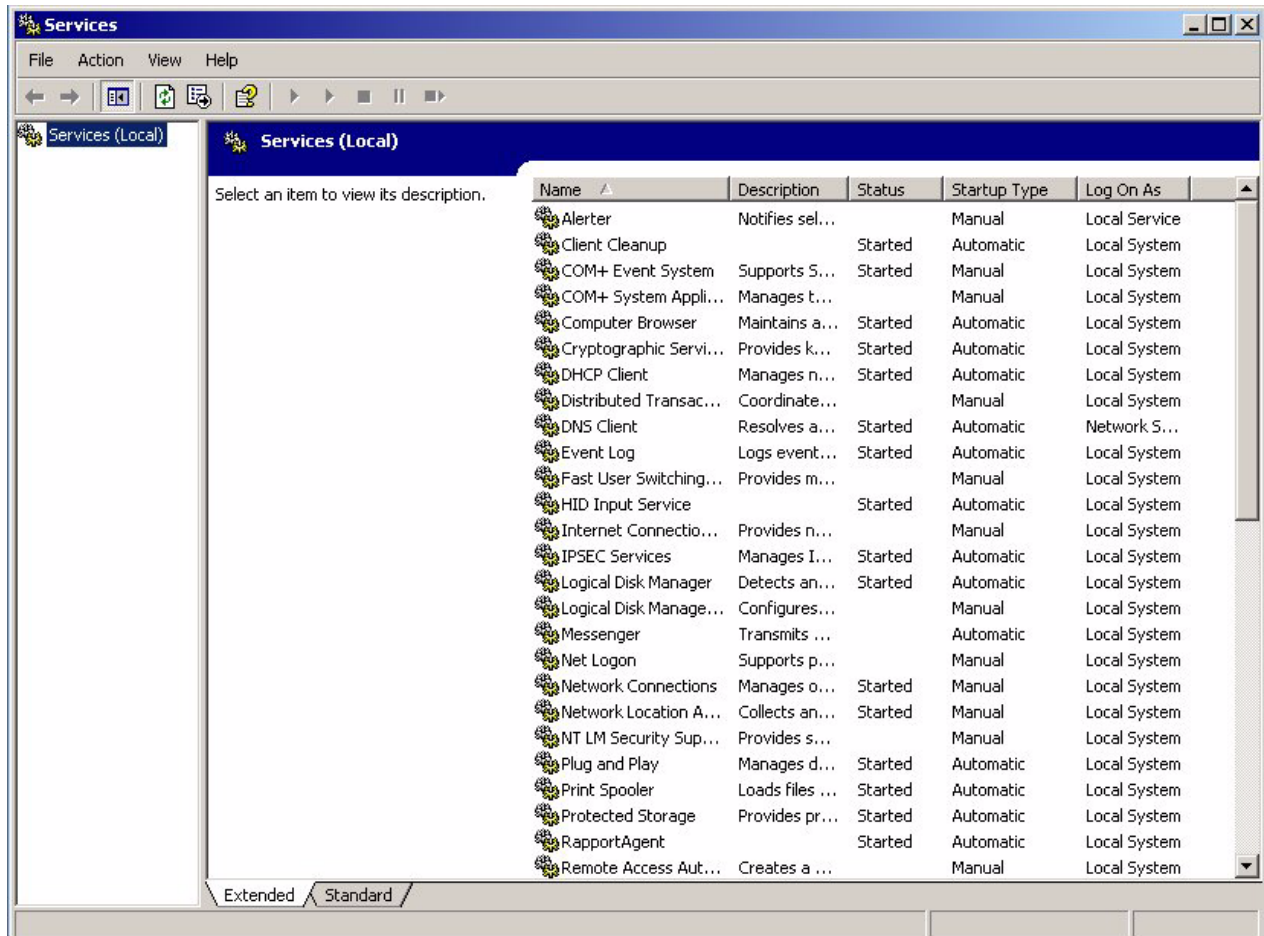 Services
File Action View Help
Services (Local)
Services (Local)
Select an item to view its description.
Name Description Status Startup Type Log On As
Alerter Notifies sel... Manual Local Service
Client Cleanup Started Automatic Local System
COM+ Event System Supports S... Started Manual Local System
COM+ System Appli... Manages t... Manual Local System
Computer Browser Maintains a... Started Automatic Local System
Cryptographic Servi... Provides k... Started Automatic Local System
DHCP Client Manages n... Started Automatic Local System
Distributed Transac... Coordinate... Manual Local System
DNS Client Resolves a... Started Automatic Network S...
Event Log Logs event... Started Automatic Local System
Fast User Switching... Provides m... Manual Local System
HID Input Service Started Automatic Local System
Internet Connectio... Provides n... Manual Local System
IPSEC Services Manages I... Started Automatic Local System
Logical Disk Manager Detects an... Started Automatic Local System
Logical Disk Manage... Configures... Manual Local System
Messenger Transmits ... Automatic Local System
Net Logon Supports p... Manual Local System
Network Connections Manages o... Started Manual Local System
Network Location A... Collects an... Started Manual Local System
NT LM Security Sup... Provides s... Manual Local System
Plug and Play Manages d... Started Automatic Local System
Print Spooler Loads files ... Started Automatic Local System
Protected Storage Provides pr... Started Automatic Local System
RapportAgent Started Automatic Local System
Remote Access Aut... Creates a ... Manual Local System
Extended Standard